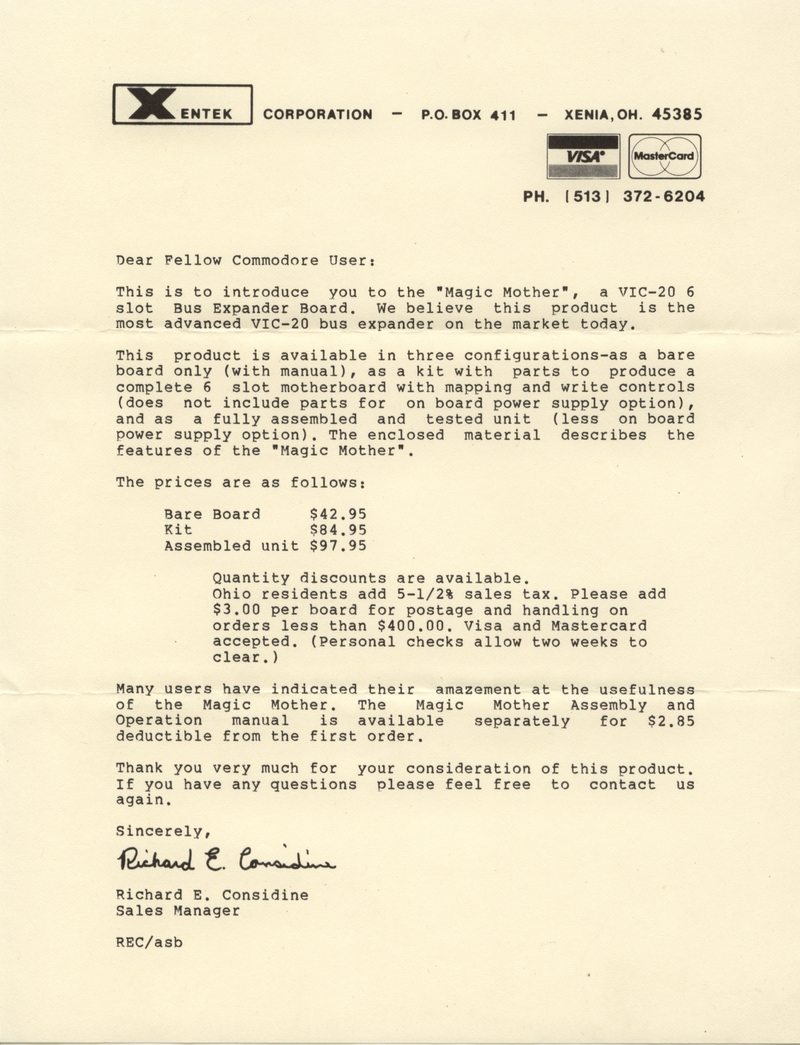 XENTEK CORPORATION — P.O. BOX 411 — XENIA, OH. 45385
VISA MasterCard
PH. (513) 372-6204
Dear Fellow Commodore User:
This is to introduce you to the "Magic Mother", a VIC-20 6
slot Bus Expander Board. We believe this product is the
most advanced VIC-20 bus expander on the market today.
This product is available in three configurations-as a bare
board only (with manual), as a kit with parts to produce a
complete 6 slot motherboard with mapping and write controls
(does not include parts for on board power supply option),
and as a fully assembled and tested unit (less on board
power supply option). The enclosed material describes the
features of the "Magic Mother".
The prices are as follows:
Bare Board $42.95
Kit $84.95
Assembled unit $97.95
Quantity discounts are available.
Ohio residents add 5-1/2% sales tax. Please add
$3.00 per board for postage and handling on
orders less than $400.00. Visa and Mastercard
accepted. (Personal checks allow two weeks to
clear.)
Many users have indicated their amazement at the usefulness
of the Magic Mother. The Magic Mother Assembly and
Operation manual is available separately for $2.85
deductible from the first order.
Thank you very much for your consideration of this product.
If you have any questions please feel free to contact us
again.
Sincerely,
Richard E. Considine
Richard E. Considine
Sales Manager
REC/asb